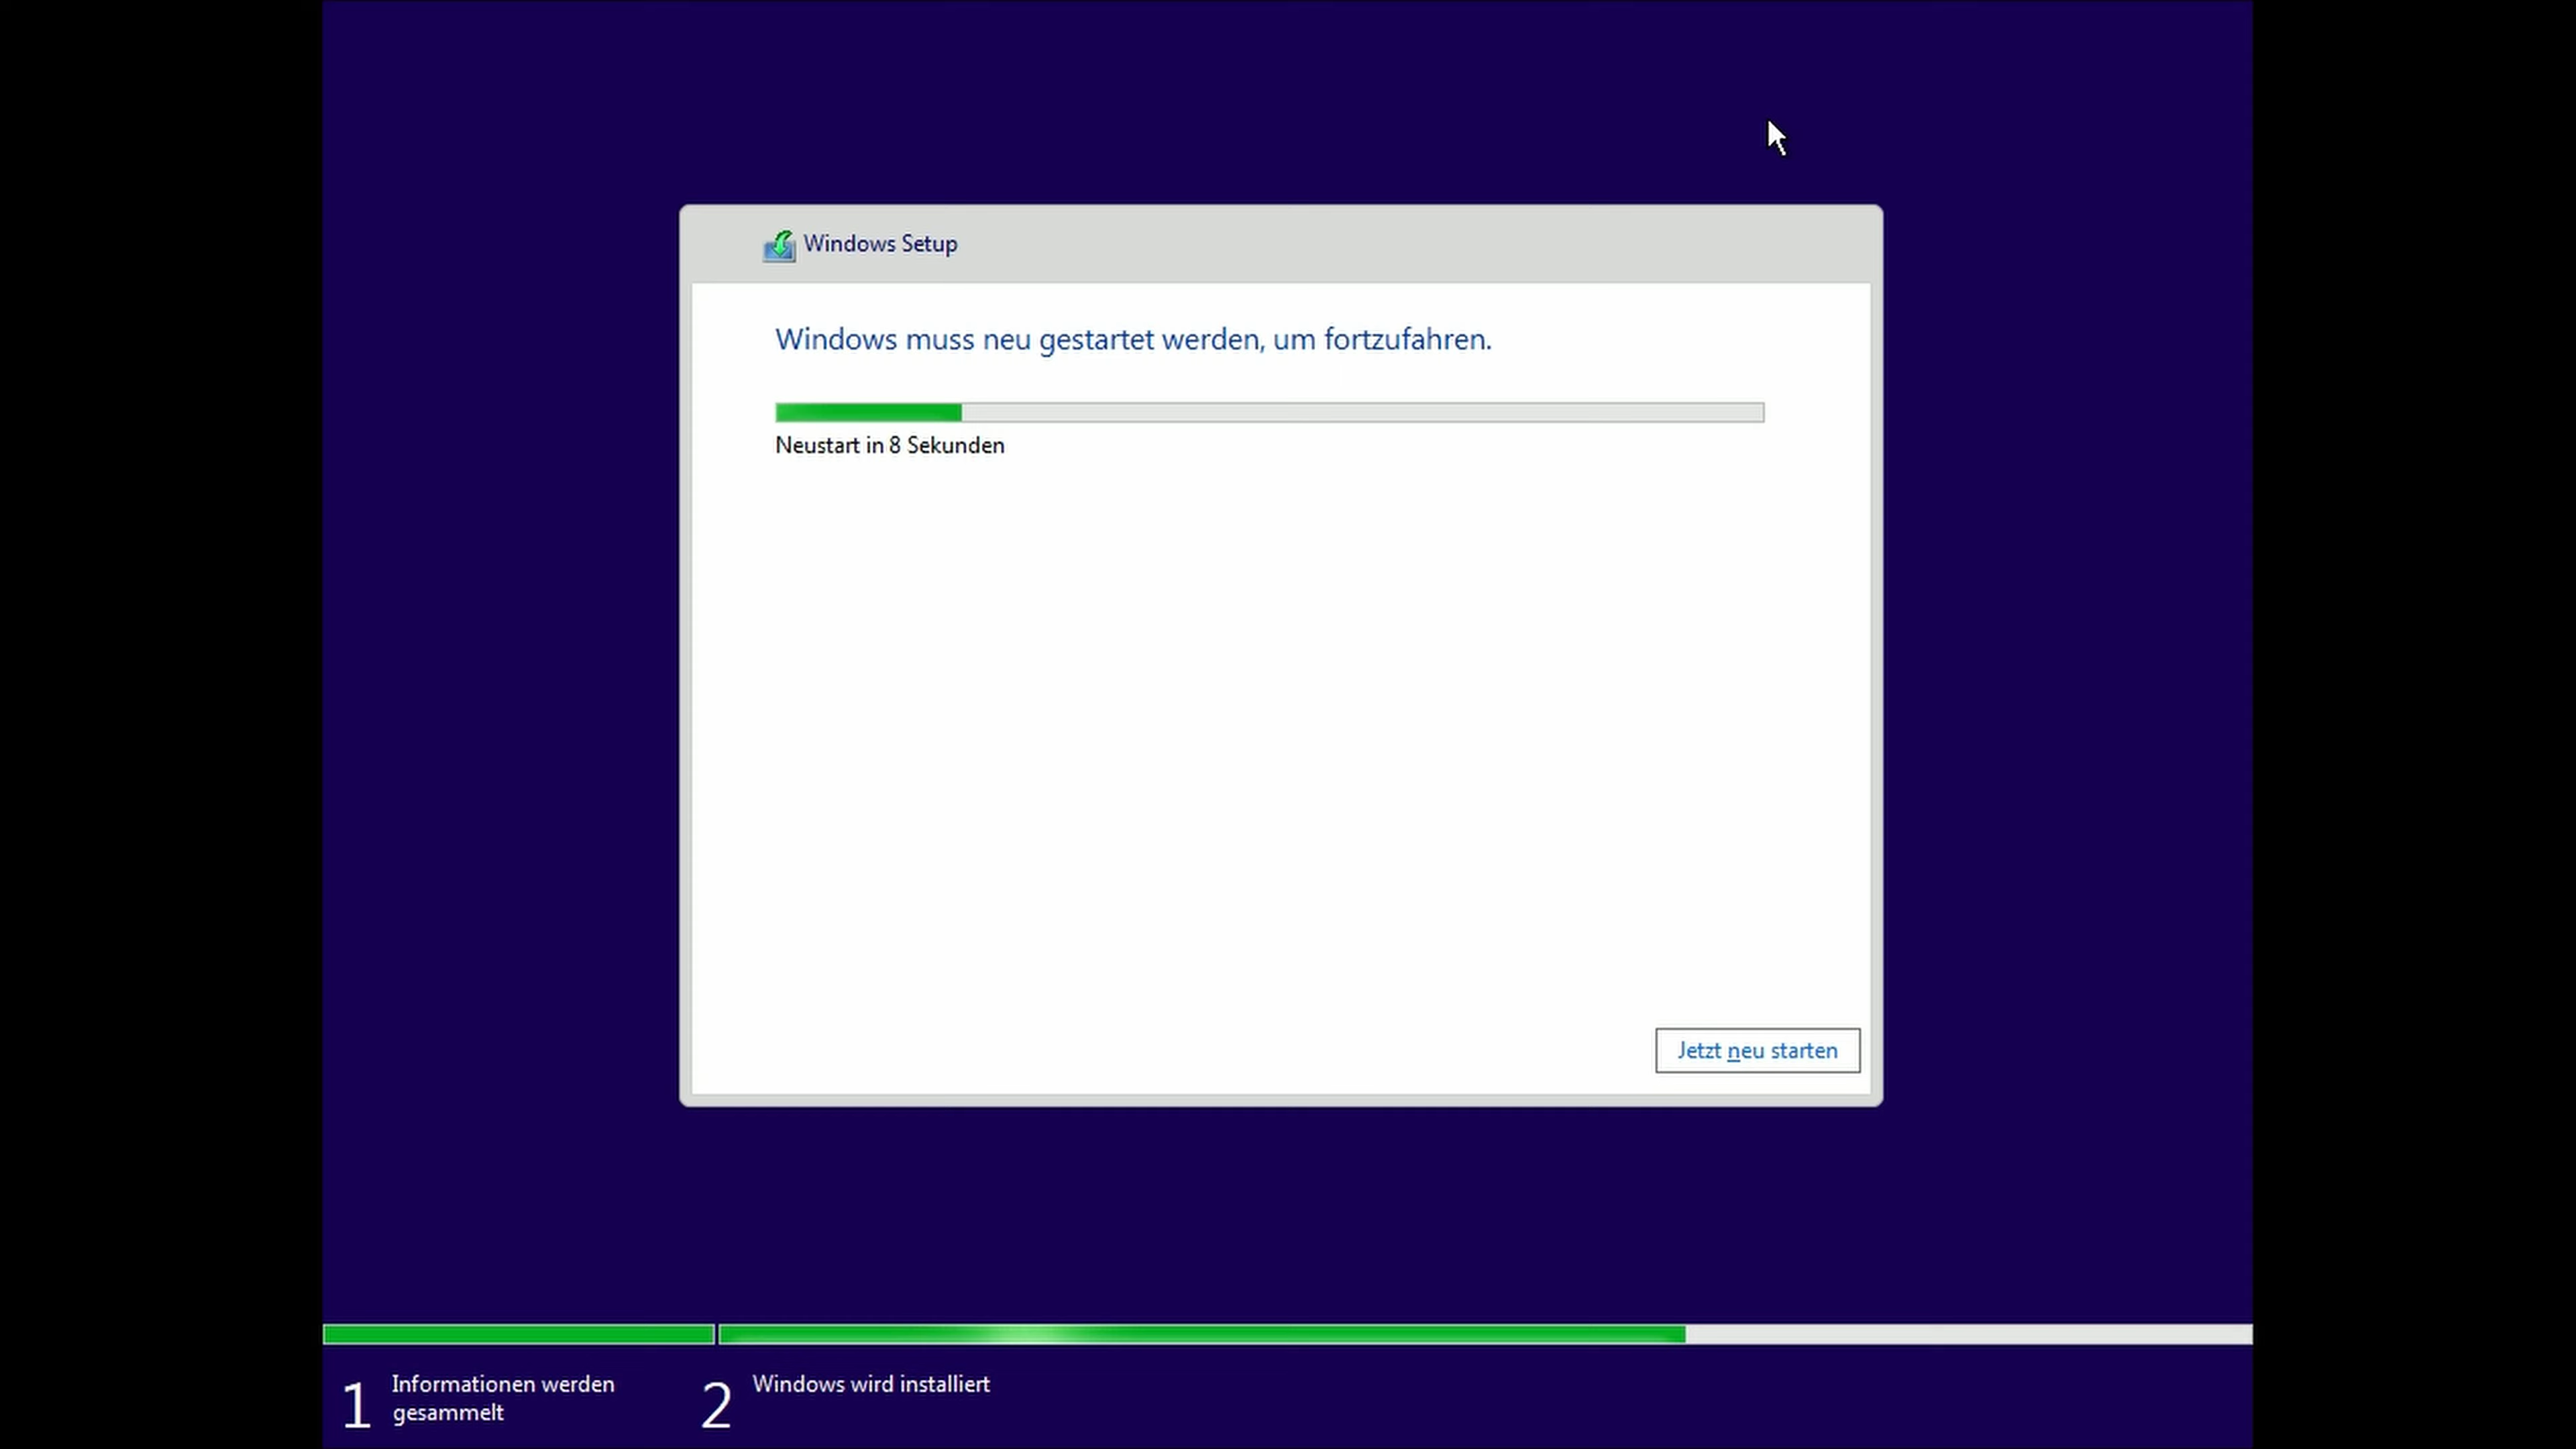 Windows Setup
Windows muss neu gestartet werden, um fortzufahren.
Neustart in 8 Sekunden
Jetzt neu starten
1 Informationen werden
gesammelt
2 Windows wird installiert